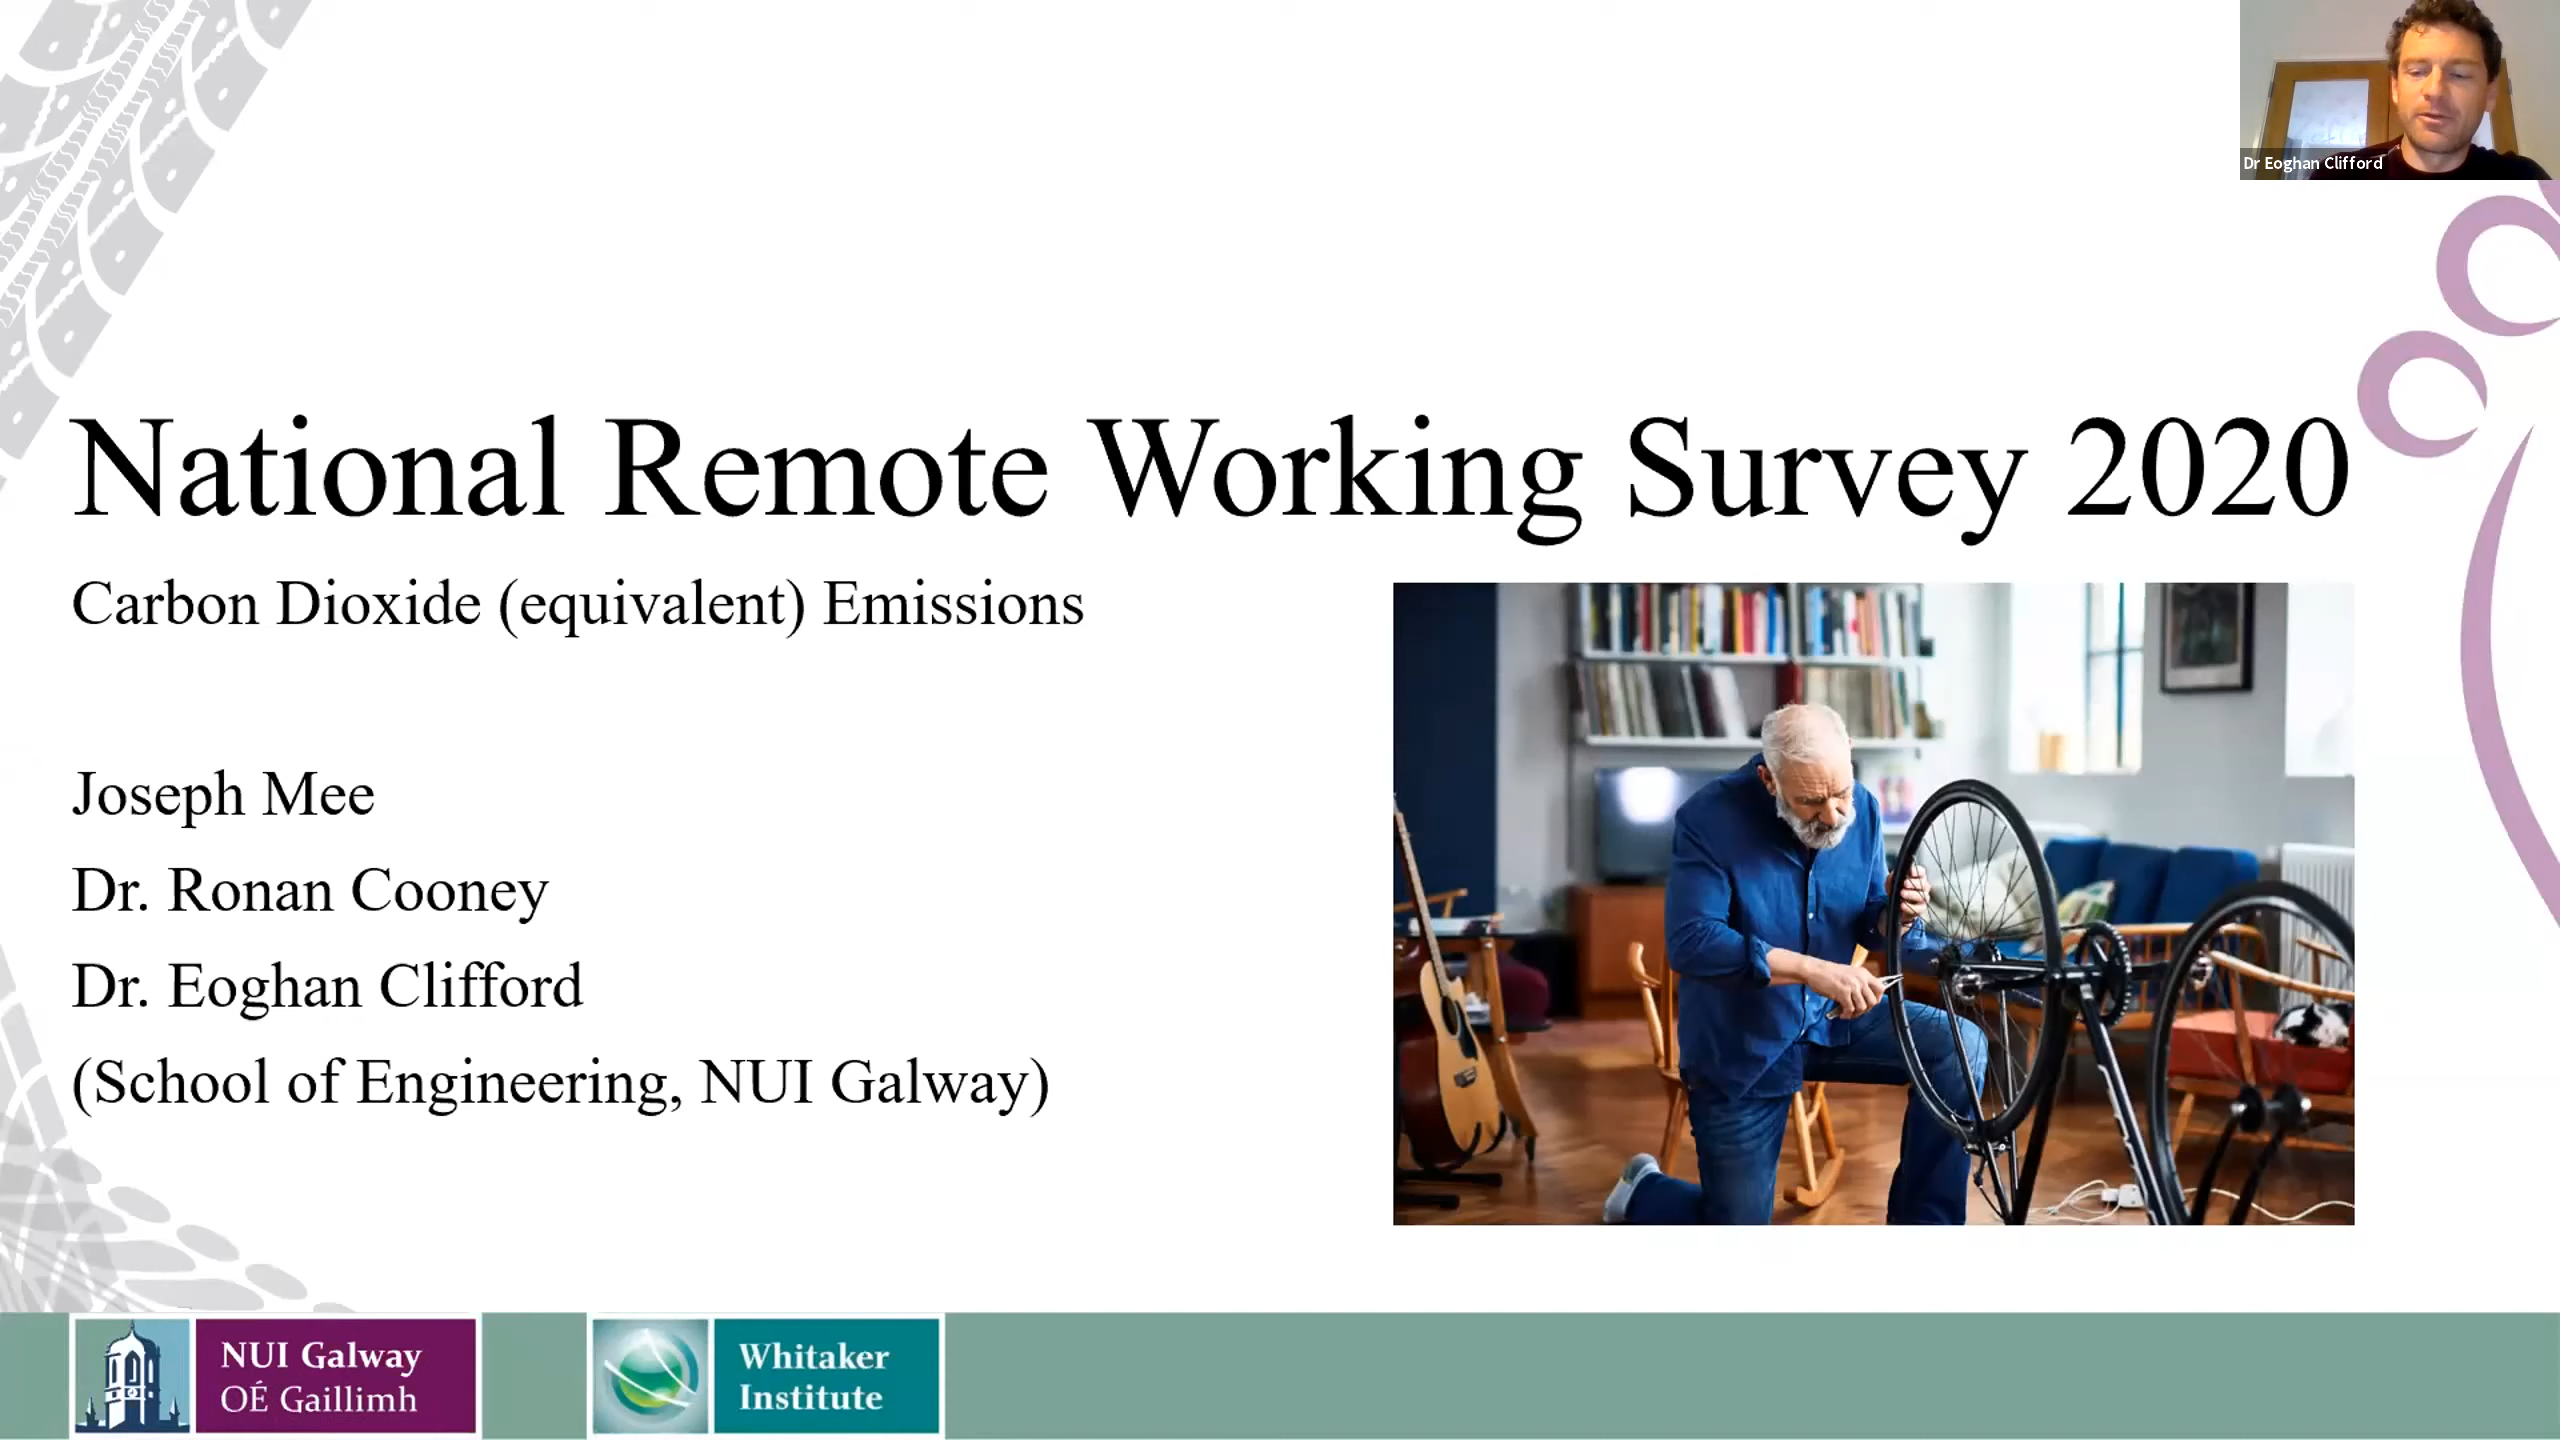 Dr Eoghan Clifford
National Remote Working Survey 2020
Carbon Dioxide (equivalent) Emissions
Joseph Mee
Dr. Ronan Cooney
Dr. Eoghan Clifford
(School of Engineering, NUI Galway)
NUI Galway
OÉ Gaillimh
Whitaker
Institute